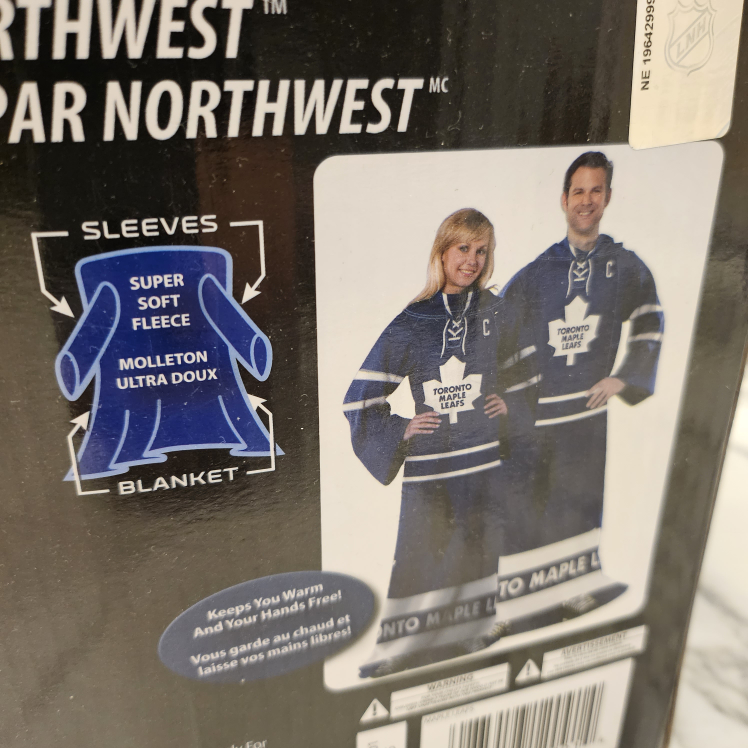 RTHWEST™
PAR NORTHWEST MC
NE 19642999
SLEEVES
SUPER
SOFT
FLEECE
MOLLETON
ULTRA DOUX
BLANKET
C
TORONTO
MAPLE
LEAFS
C
TORONTO
MAPLE
LEAFS
NTO MAPLE L
TO MAPLE L
Keeps You Warm
And Your Hands Free!
Vous garde au chaud et
laisse vos mains libres!
WARNING
AVERTISSEMENT
For